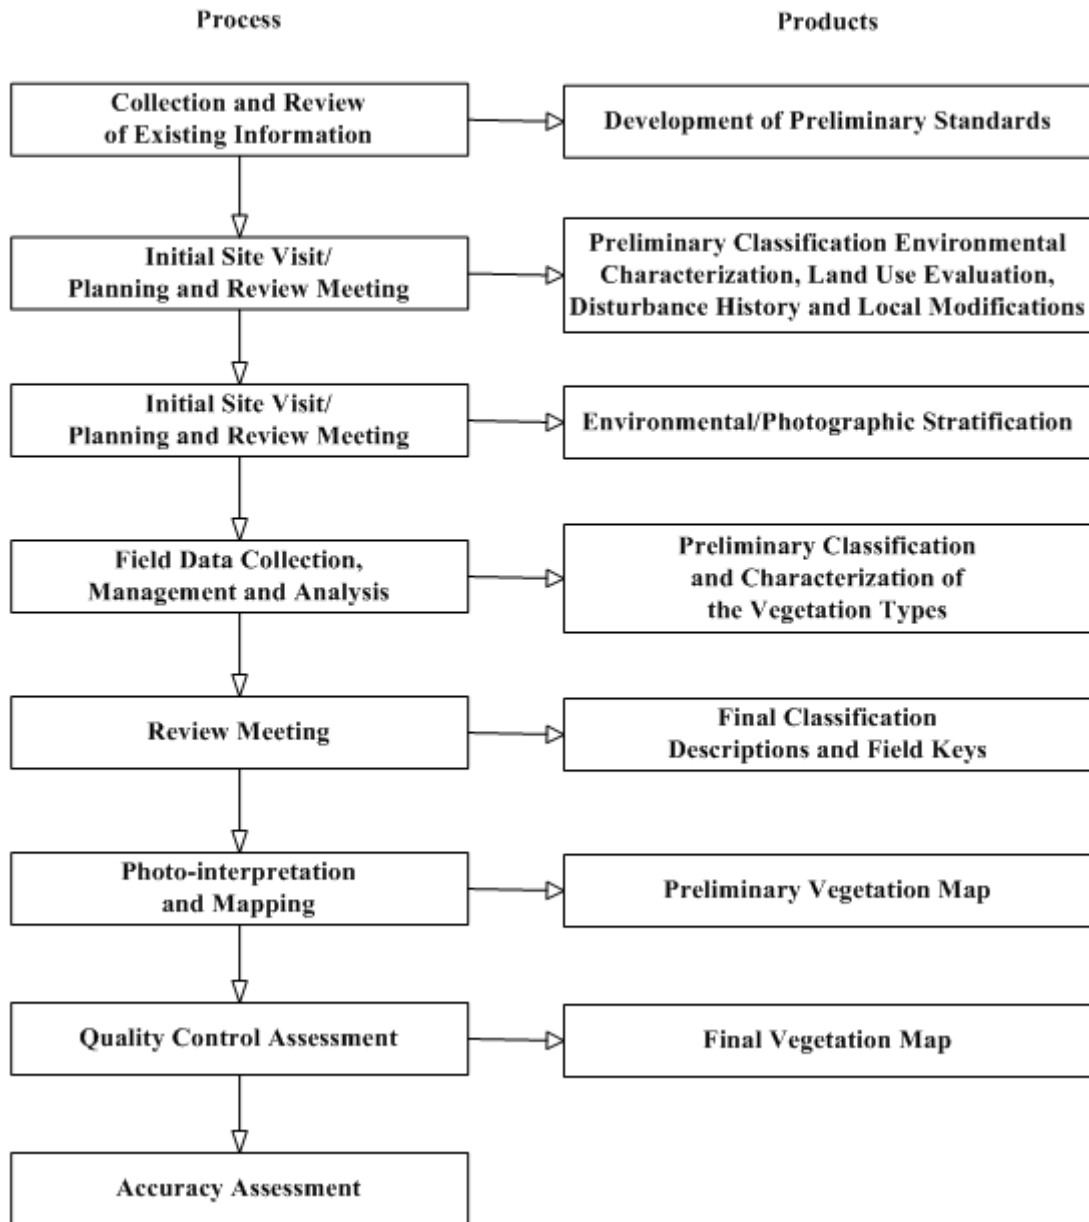 Process
Products
Collection and Review
of Existing Information
Development of Preliminary Standards
Initial Site Visit/
Planning and Review Meeting
Preliminary Classification Environmental
Characterization, Land Use Evaluation,
Disturbance History and Local Modifications
Initial Site Visit/
Planning and Review Meeting
Environmental/Photographic Stratification
Field Data Collection,
Management and Analysis
Preliminary Classification
and Characterization of
the Vegetation Types
Review Meeting
Final Classification
Descriptions and Field Keys
Photo-interpretation
and Mapping
Preliminary Vegetation Map
Quality Control Assessment
Final Vegetation Map
Accuracy Assessment